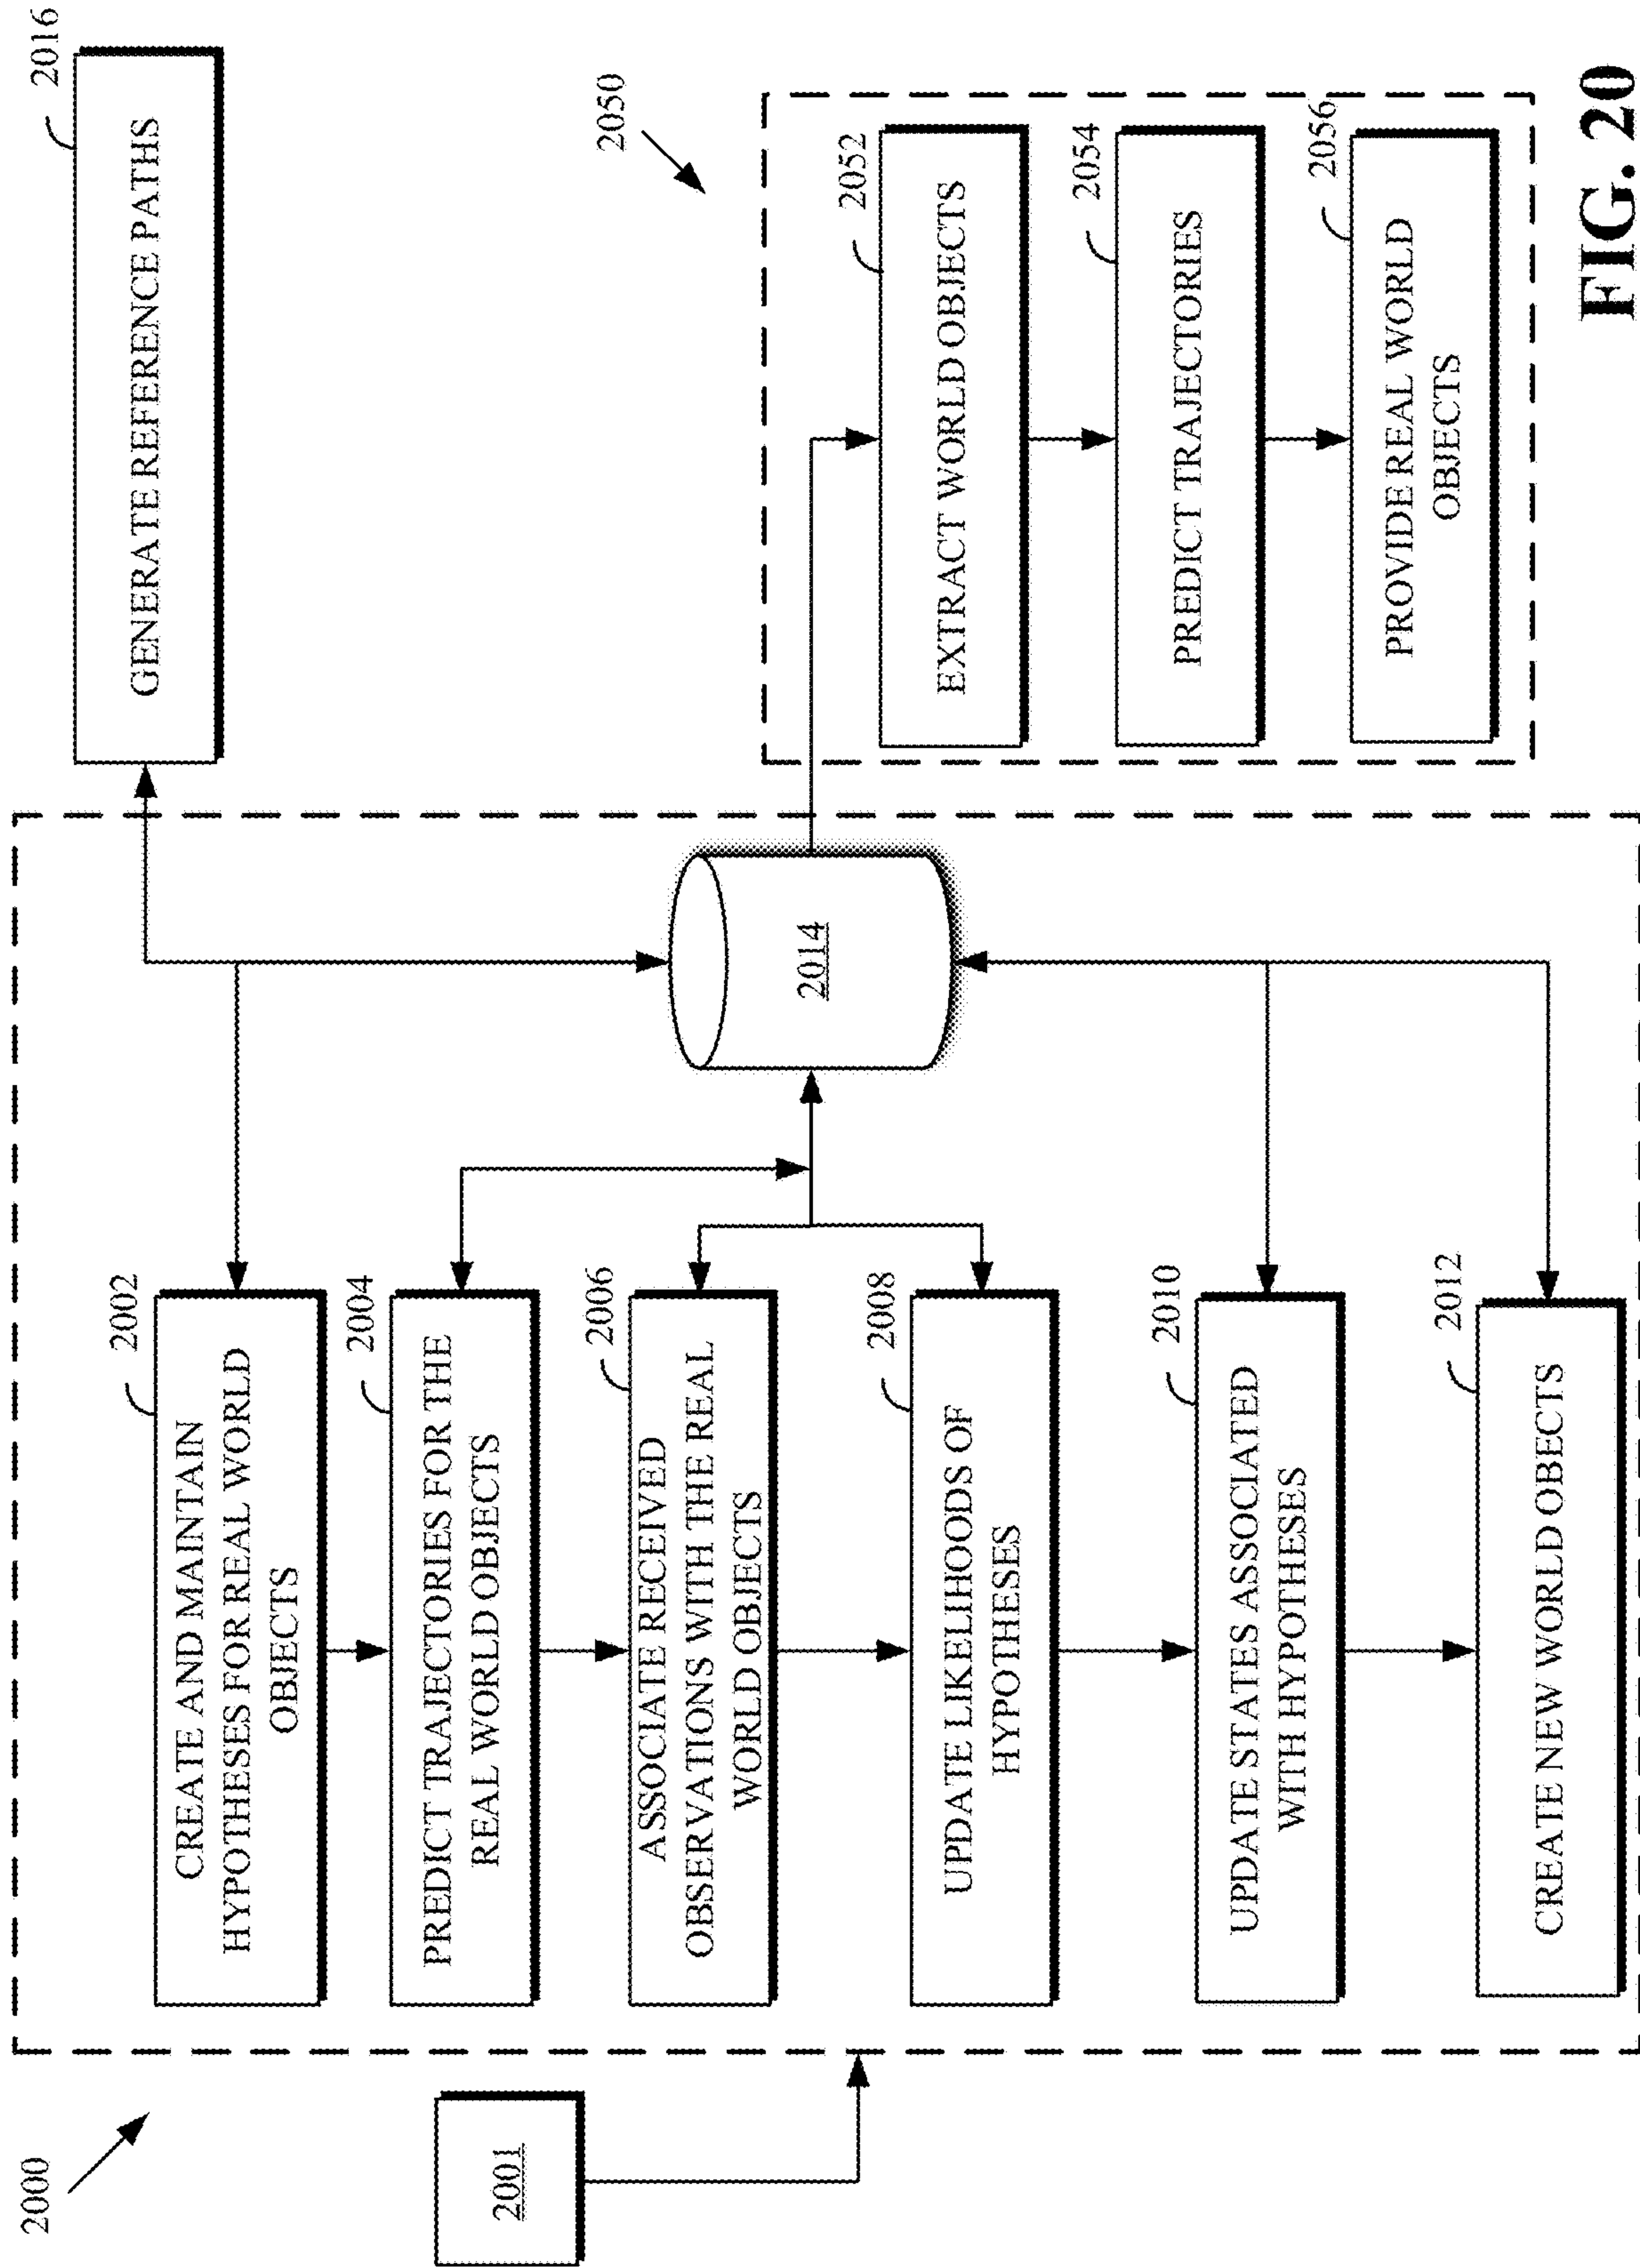 2000
2001
2002
CREATE AND MAINTAIN
HYPOTHESES FOR REAL WORLD
OBJECTS
2004
PREDICT TRAJECTORIES FOR THE
REAL WORLD OBJECTS
2006
ASSOCIATE RECEIVED
OBSERVATIONS WITH THE REAL
WORLD OBJECTS
2008
UPDATE LIKELIHOODS OF
HYPOTHESES
2010
UPDATE STATES ASSOCIATED
WITH HYPOTHESES
2012
CREATE NEW WORLD OBJECTS
2014
2016
GENERATE REFERENCE PATHS
2050
2052
EXTRACT WORLD OBJECTS
2054
PREDICT TRAJECTORIES
2056
PROVIDE REAL WORLD
OBJECTS
FIG. 20